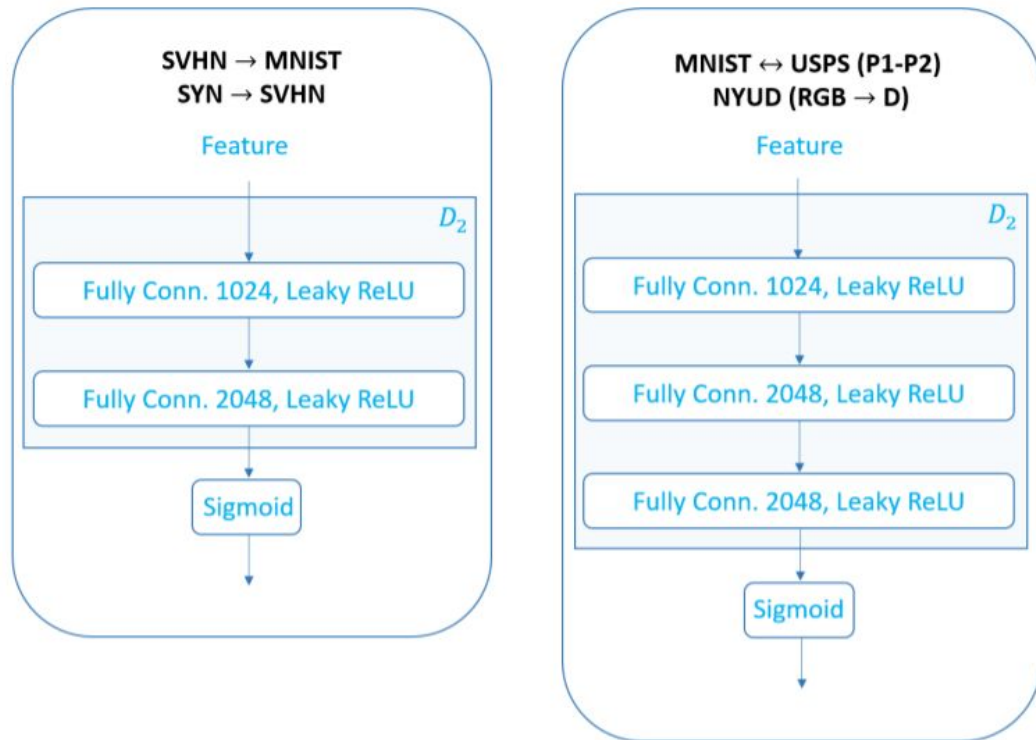 SVHN → MNIST
SYN → SVHN
Feature
D₂
Fully Conn. 1024, Leaky ReLU
Fully Conn. 2048, Leaky ReLU
Sigmoid
MNIST ↔ USPS (P1-P2)
NYUD (RGB → D)
Feature
D₂
Fully Conn. 1024, Leaky ReLU
Fully Conn. 2048, Leaky ReLU
Fully Conn. 2048, Leaky ReLU
Sigmoid